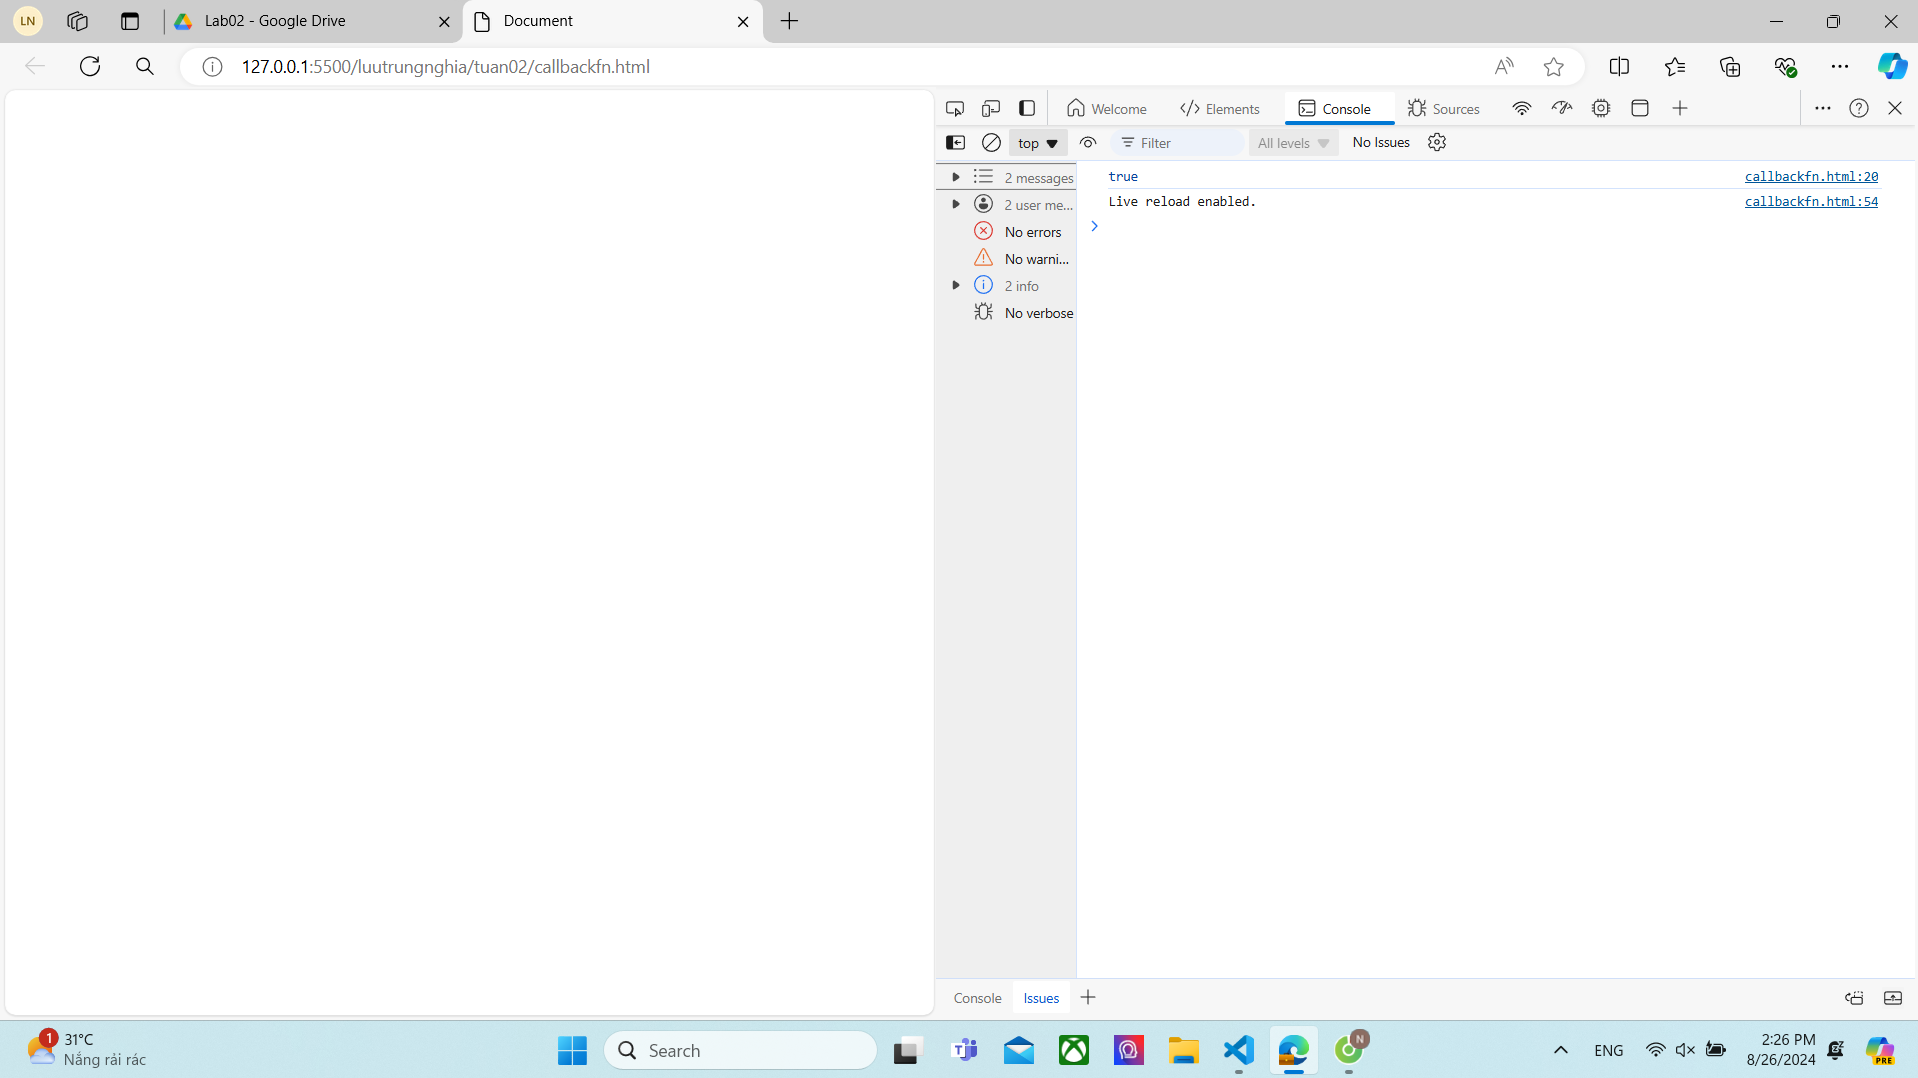 LN
Lab02 - Google Drive
Document
127.0.0.1:5500/luutrungnghia/tuan02/callbackfn.html
Welcome
Elements
Console
Sources
top
Filter
All levels
No Issues
2 messages
2 user me...
No errors
No warni...
2 info
No verbose
true
callbackfn.html:20
Live reload enabled.
callbackfn.html:54
Console
Issues
1
31°C
Nắng rải rác
Search
N
ENG
2:26 PM
8/26/2024
PRE